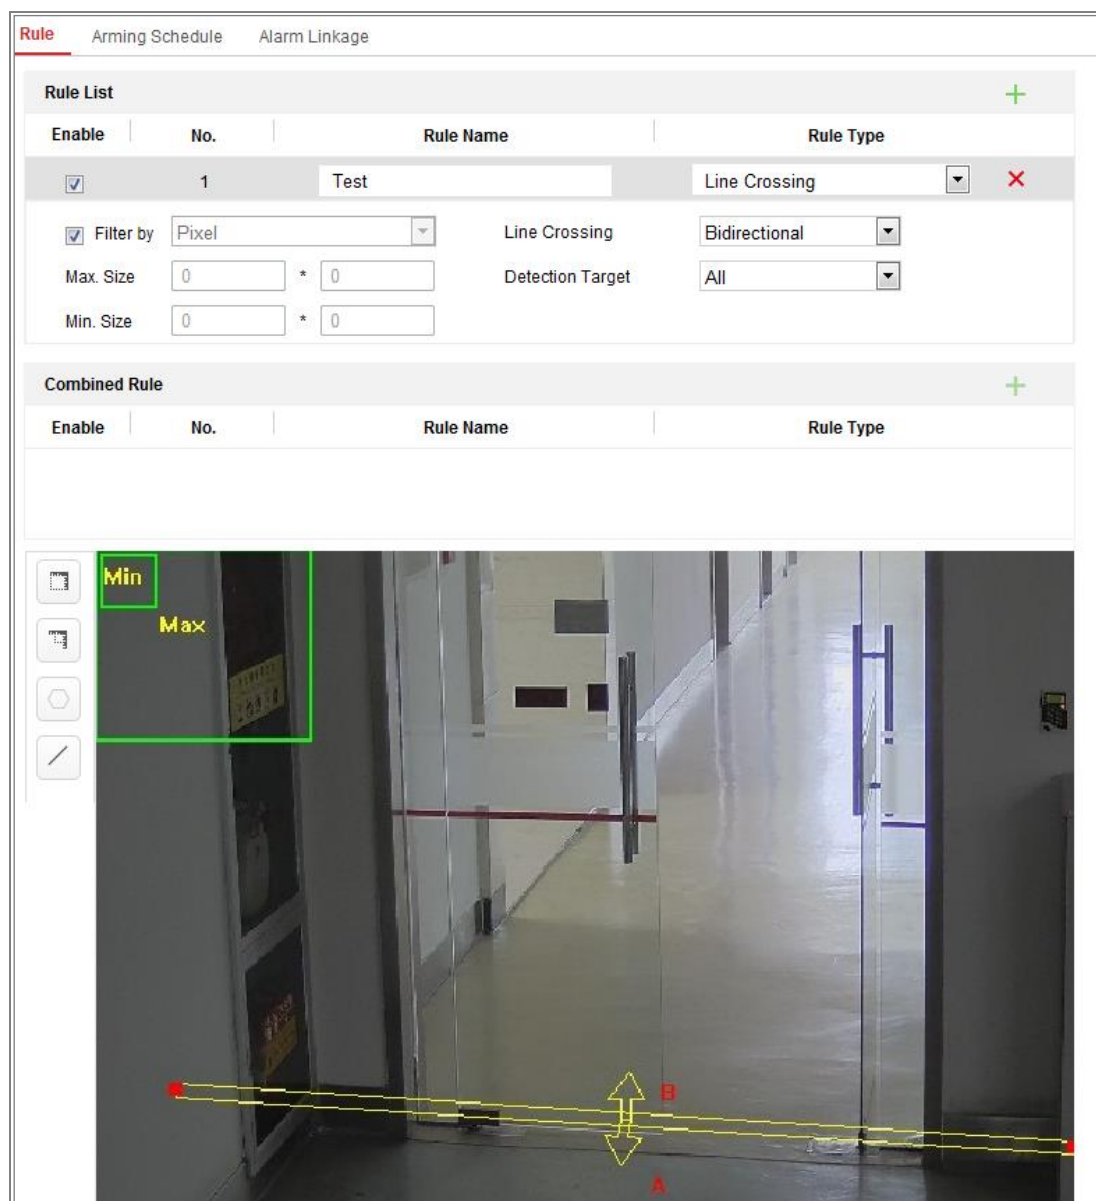 Rule Arming Schedule Alarm Linkage
Rule List
Enable No. Rule Name Rule Type
1 Test Line Crossing
Filter by Pixel Line Crossing Bidirectional
Max. Size 0 * 0 Detection Target All
Min. Size 0 * 0
Combined Rule
Enable No. Rule Name Rule Type
Min
Max
B
A